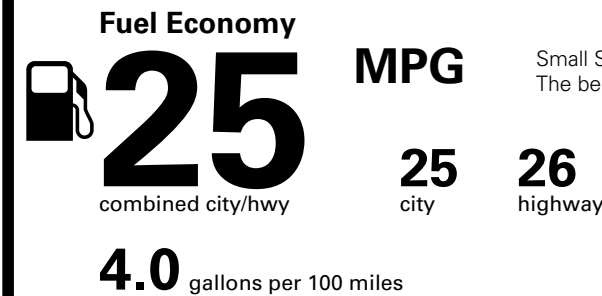 Fuel Economy
25
MPG
Small
The
combined city/hwy
25
city
26
highway
4.0 gallons per 100 miles